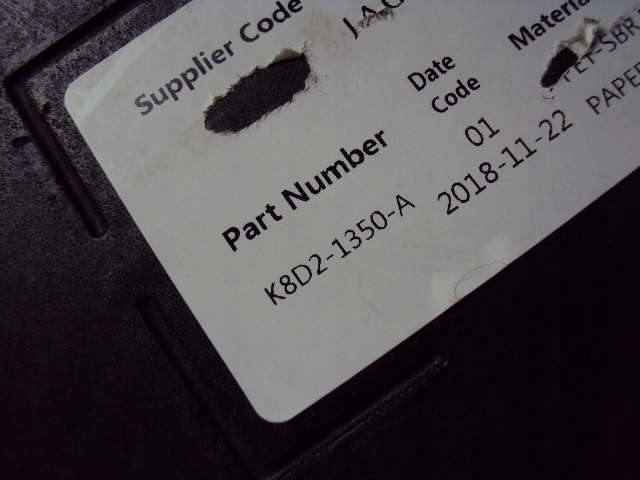 Supplier Code
Part Number
K8D2-1350-A
Date
Code
01
2018-11-22
PAPER